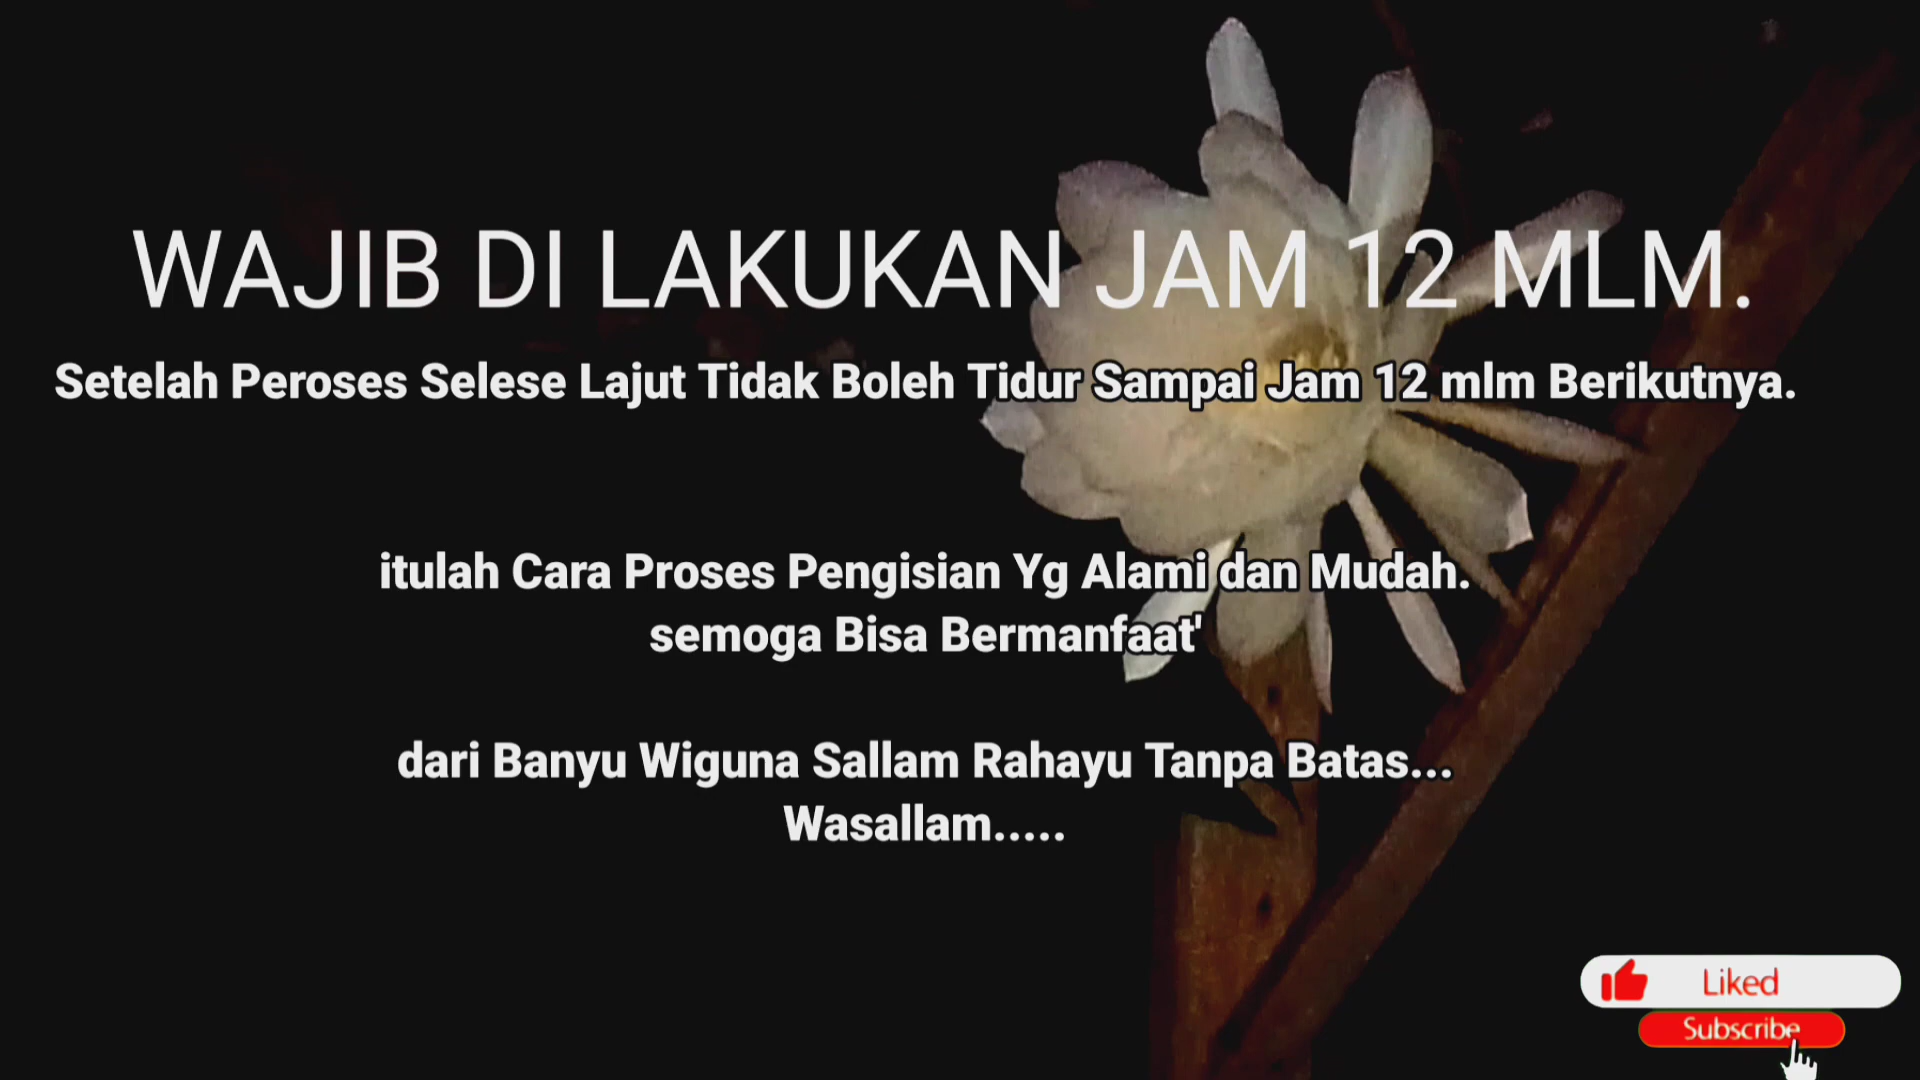 WAJIB DI LAKUKAN JAM 12 MLM.
Setelah Peroses Selese Lajut Tidak Boleh Tidur Sampai Jam 12 mlm Berikutnya.
itulah Cara Proses Pengisian Yg Alami dan Mudah.
semoga Bisa Bermanfaat'
dari Banyu Wiguna Sallam Rahayu Tanpa Batas...
Wasallam.....
Liked
Subscribe